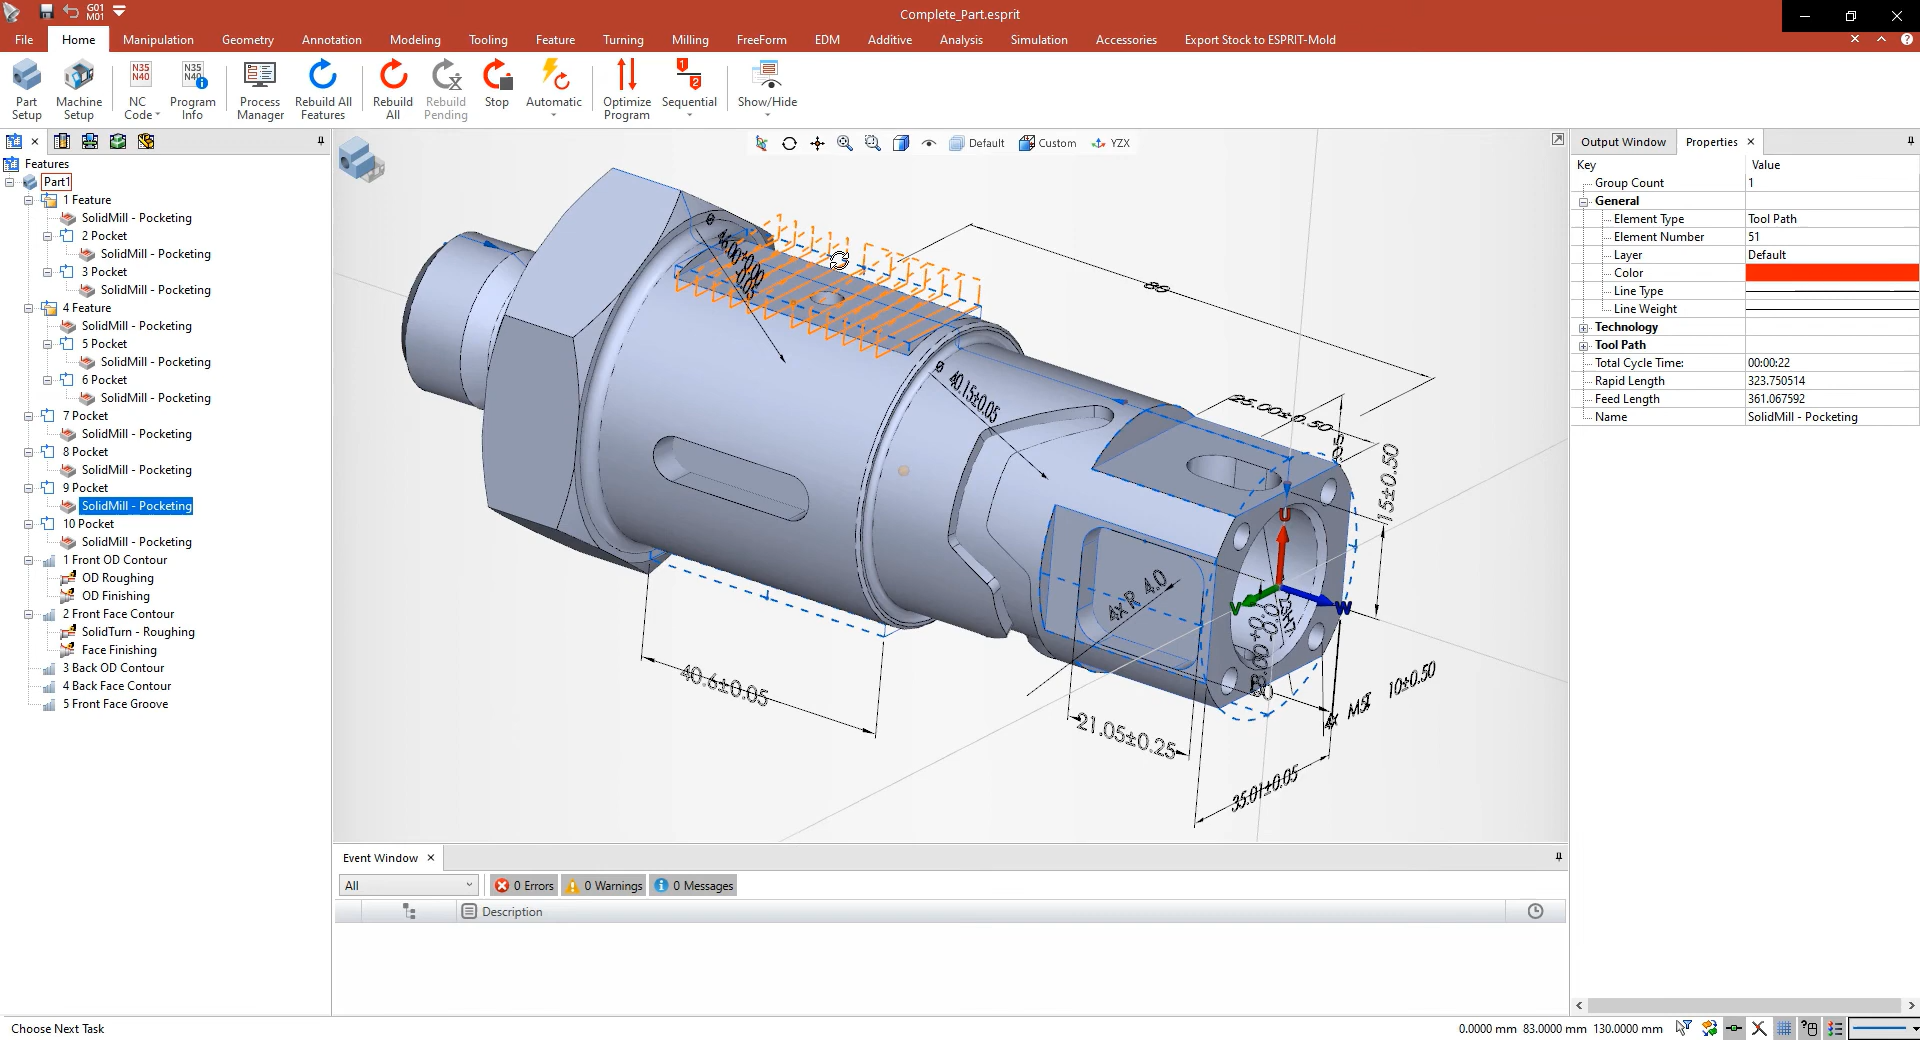 G01
M01
Complete_Part.esprit
File Home Manipulation Geometry Annotation Modeling Tooling Feature Turning Milling FreeForm EDM Additive Analysis Simulation Accessories Export Stock to ESPRIT-Mold
N35
N40
N35
N40
1
2
Part Setup
Machine Setup
NC Code
Program Info
Process Manager
Rebuild All Features
Rebuild All
Rebuild Pending
Stop
Automatic
Optimize Program
Sequential
Show/Hide
Features
Part1
1 Feature
SolidMill - Pocketing
2 Pocket
SolidMill - Pocketing
3 Pocket
SolidMill - Pocketing
4 Feature
SolidMill - Pocketing
5 Pocket
SolidMill - Pocketing
6 Pocket
SolidMill - Pocketing
7 Pocket
SolidMill - Pocketing
8 Pocket
SolidMill - Pocketing
9 Pocket
SolidMill - Pocketing
10 Pocket
SolidMill - Pocketing
1 Front OD Contour
OD Roughing
OD Finishing
2 Front Face Contour
SolidTurn - Roughing
Face Finishing
3 Back OD Contour
4 Back Face Contour
5 Front Face Groove
Default
Custom
YZX
ø 40.15±0.05
25.00±0.50
15±0.50
4X R 4.0
U
V
W
40.6±0.05
21.05±0.25
35.01±0.05
10±0.50
Output Window
Properties
Key Value
Group Count 1
General
Element Type Tool Path
Element Number 51
Layer Default
Color
Line Type
Line Weight
Technology
Tool Path
Total Cycle Time: 00:00:22
Rapid Length 323.750514
Feed Length 361.067592
Name SolidMill - Pocketing
Event Window
All
0 Errors
0 Warnings
0 Messages
Description
Choose Next Task
0.0000 mm 83.0000 mm 130.0000 mm